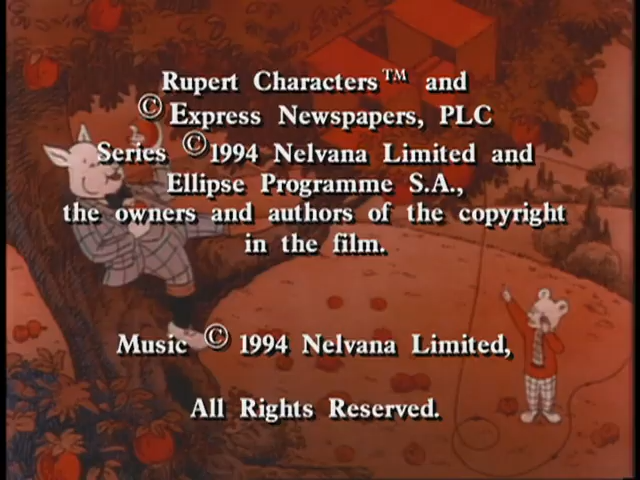 Rupert Characters™ and
© Express Newspapers, PLC
Series ©1994 Nelvana Limited and
Ellipse Programme S.A.,
the owners and authors of the copyright
in the film.
Music © 1994 Nelvana Limited,
All Rights Reserved.